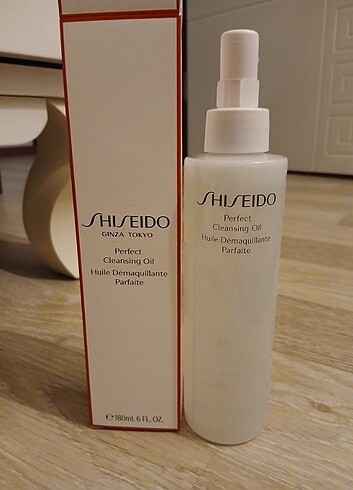 SHISEIDO
GINZA TOKYO
Perfect
Cleansing Oil
Huile Démaquillante
Parfaite
℮180mL 6 FL. OZ.
SHISEIDO
Perfect
Cleansing Oil
Huile Démaquillante
Parfaite